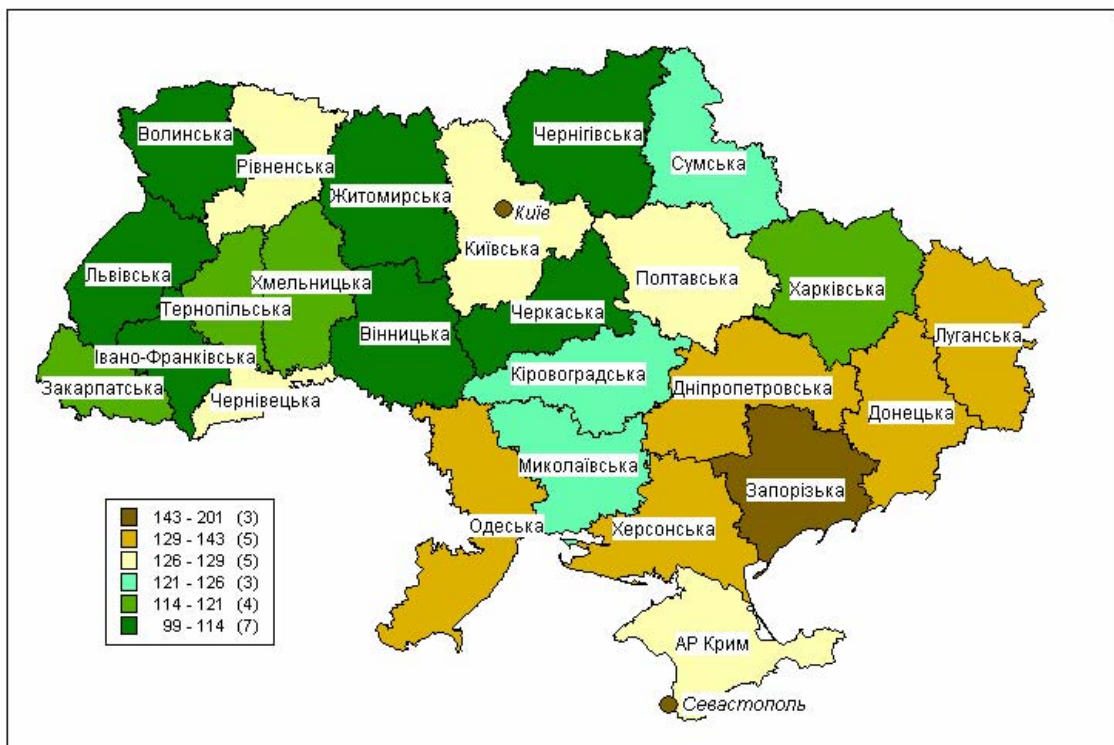 Волинська
Рівненська
Житомирська
Чернігівська
Сумська
Київ
Київська
Львівська
Тернопільська
Хмельницька
Вінницька
Черкаська
Полтавська
Харківська
Луганська
Івано-Франківська
Закарпатська
Чернівецька
Кіровоградська
Дніпропетровська
Донецька
Миколаївська
Запорізька
Одеська
Херсонська
АР Крим
Севастополь
143 - 201 (3)
129 - 143 (5)
126 - 129 (5)
121 - 126 (3)
114 - 121 (4)
99 - 114 (7)